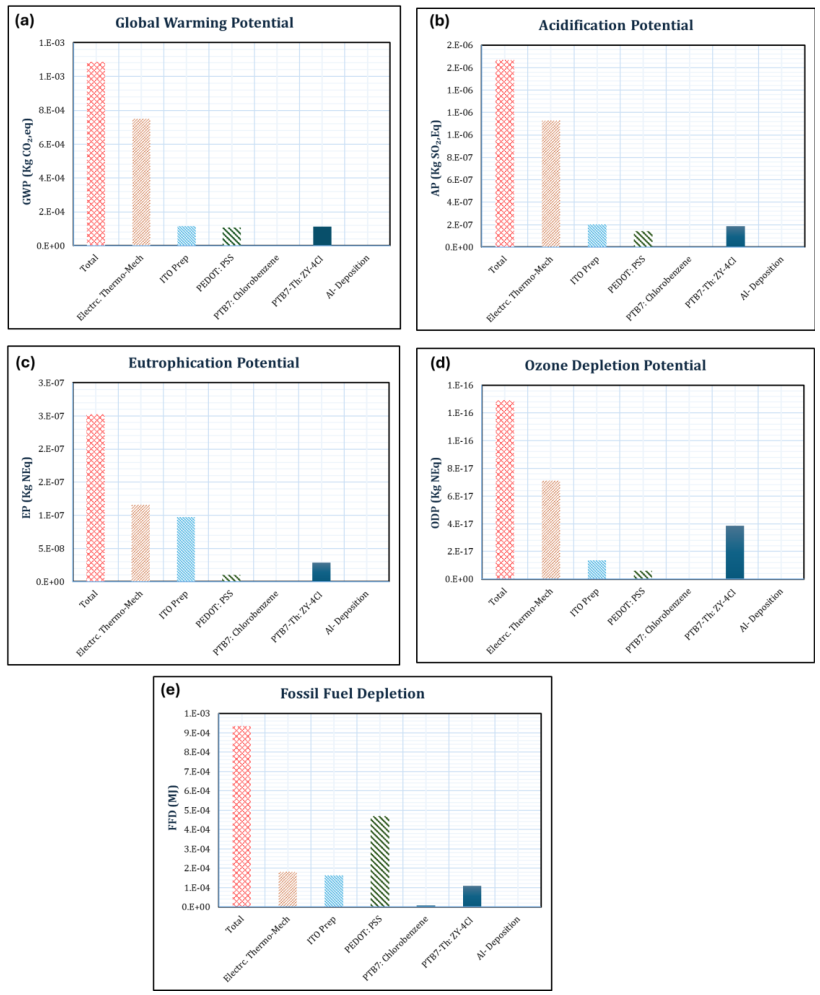 (a)
Global Warming Potential
GWP (Kg CO₂,eq)
1.E-03
1.E-03
8.E-04
6.E-04
4.E-04
2.E-04
0.E+00
Total
Electrc. Thermo-Mech
ITO Prep
PEDOT: PSS
PTB7: Chlorobenzene
PTB7-Th: ZY-4Cl
Al- Deposition
(b)
Acidification Potential
AP (Kg SO₂,Eq)
2.E-06
2.E-06
1.E-06
1.E-06
1.E-06
8.E-07
6.E-07
4.E-07
2.E-07
0.E+00
Total
Electrc. Thermo-Mech
ITO Prep
PEDOT: PSS
PTB7: Chlorobenzene
PTB7-Th: ZY-4Cl
Al- Deposition
(c)
Eutrophication Potential
EP (Kg NEq)
3.E-07
3.E-07
2.E-07
2.E-07
1.E-07
5.E-08
0.E+00
Total
Electrc. Thermo-Mech
ITO Prep
PEDOT: PSS
PTB7: Chlorobenzene
PTB7-Th: ZY-4Cl
Al- Deposition
(d)
Ozone Depletion Potential
ODP (Kg NEq)
1.E-16
1.E-16
1.E-16
8.E-17
6.E-17
4.E-17
2.E-17
0.E+00
Total
Electrc. Thermo-Mech
ITO Prep
PEDOT: PSS
PTB7: Chlorobenzene
PTB7-Th: ZY-4Cl
Al- Deposition
(e)
Fossil Fuel Depletion
FFD (MJ)
1.E-03
9.E-04
8.E-04
7.E-04
6.E-04
5.E-04
4.E-04
3.E-04
2.E-04
1.E-04
0.E+00
Total
Electrc. Thermo-Mech
ITO Prep
PEDOT: PSS
PTB7: Chlorobenzene
PTB7-Th: ZY-4Cl
Al- Deposition